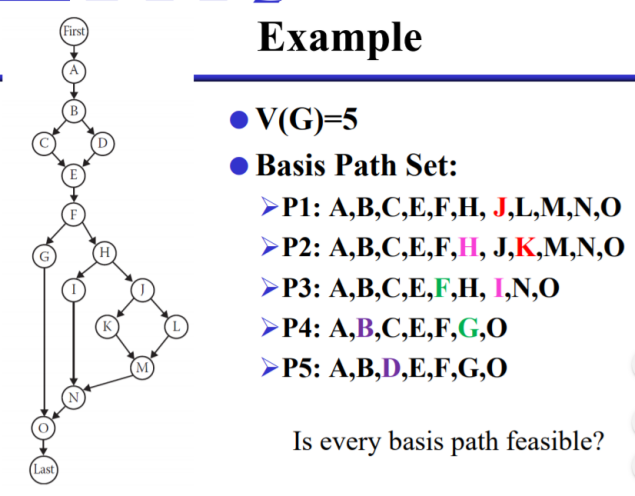 Example
First
A
B
C
D
E
F
G
H
I
J
K
L
M
N
O
Last
V(G)=5
Basis Path Set:
P1: A,B,C,E,F,H, J,L,M,N,O
P2: A,B,C,E,F,H, J,K,M,N,O
P3: A,B,C,E,F,H, I,N,O
P4: A,B,C,E,F,G,O
P5: A,B,D,E,F,G,O
Is every basis path feasible?